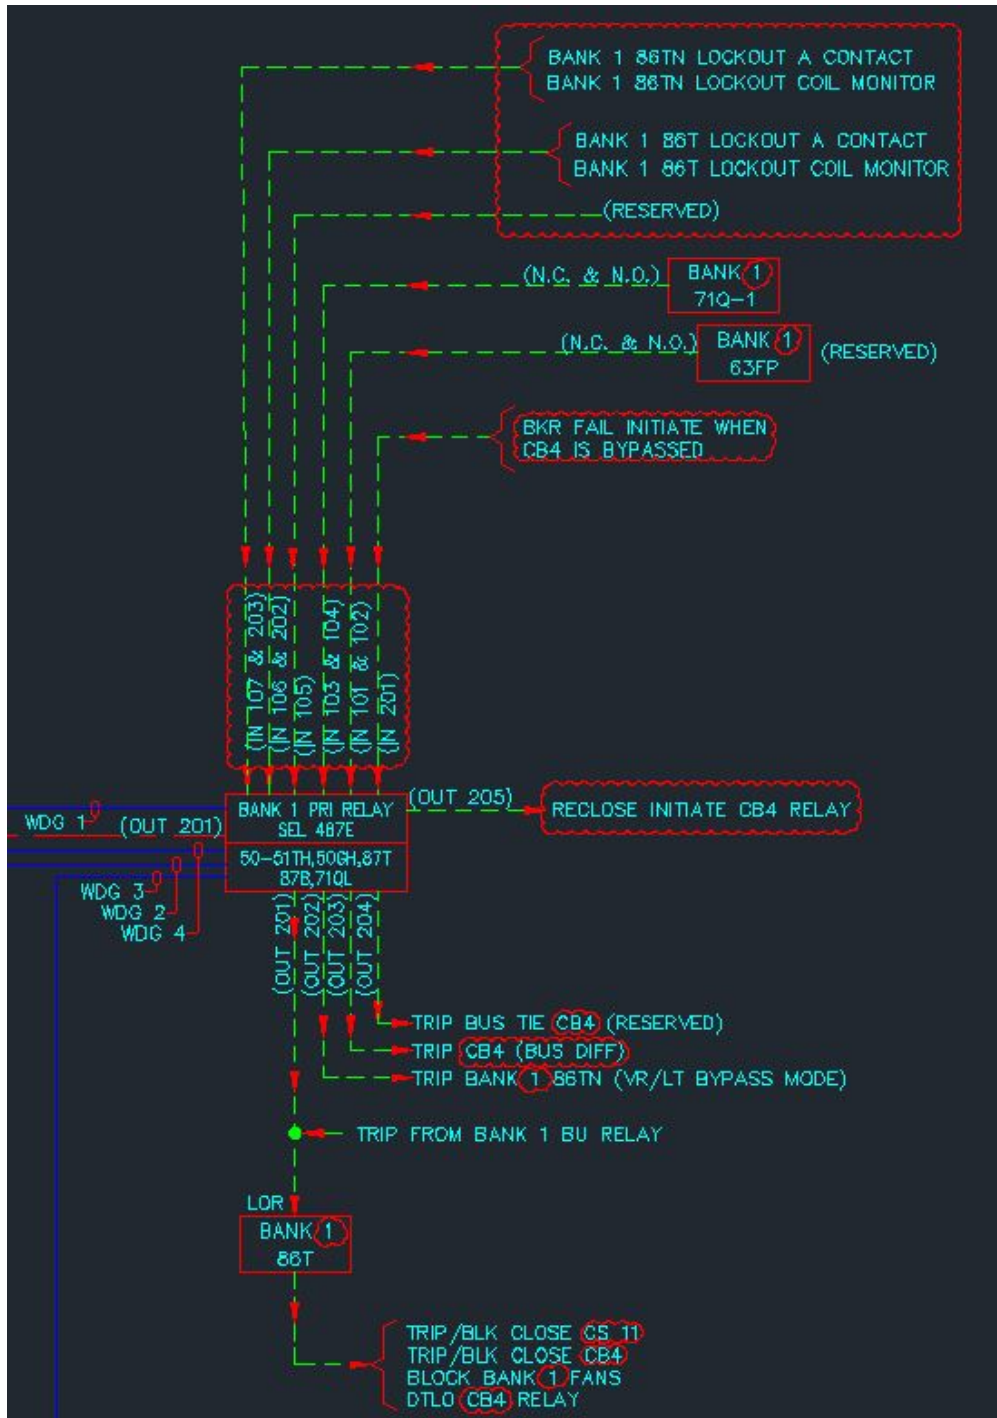 BANK 1 86TN LOCKOUT A CONTACT
BANK 1 86TN LOCKOUT COIL MONITOR
BANK 1 86T LOCKOUT A CONTACT
BANK 1 86T LOCKOUT COIL MONITOR
(RESERVED)
(N.C. & N.O.)
BANK 1
71Q-1
(N.C. & N.O.)
BANK 1
63FP
(RESERVED)
BKR FAIL INITIATE WHEN
CB4 IS BYPASSED
(IN 107 & 203)
(IN 106 & 202)
(IN 105)
(IN 103 & 104)
(IN 101 & 102)
(IN 201)
WDG 1
(OUT 201)
BANK 1 PRI RELAY
SEL 487E
50-51TH,50GH,87T
87B,71QL
(OUT 205)
RECLOSE INITIATE CB4 RELAY
WDG 3
WDG 2
WDG 4
(OUT 201)
(OUT 202)
(OUT 203)
(OUT 204)
TRIP BUS TIE CB4 (RESERVED)
TRIP CB4 (BUS DIFF)
TRIP BANK 1 86TN (VR/LT BYPASS MODE)
TRIP FROM BANK 1 BU RELAY
LOR
BANK 1
86T
TRIP/BLK CLOSE CS 11
TRIP/BLK CLOSE CB4
BLOCK BANK 1 FANS
DTLO CB4 RELAY